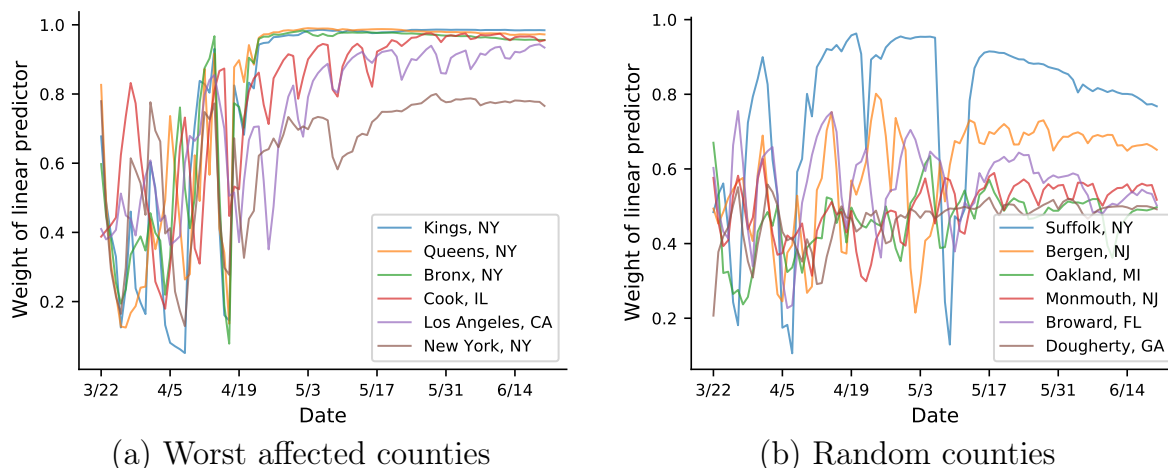 Weight of linear predictor
1.0
0.8
0.6
0.4
0.2
3/22 4/5 4/19 5/3 5/17 5/31 6/14
Date
Kings, NY
Queens, NY
Bronx, NY
Cook, IL
Los Angeles, CA
New York, NY
(a) Worst affected counties
Weight of linear predictor
1.0
0.8
0.6
0.4
0.2
3/22 4/5 4/19 5/3 5/17 5/31 6/14
Date
Suffolk, NY
Bergen, NJ
Oakland, MI
Monmouth, NJ
Broward, FL
Dougherty, GA
(b) Random counties